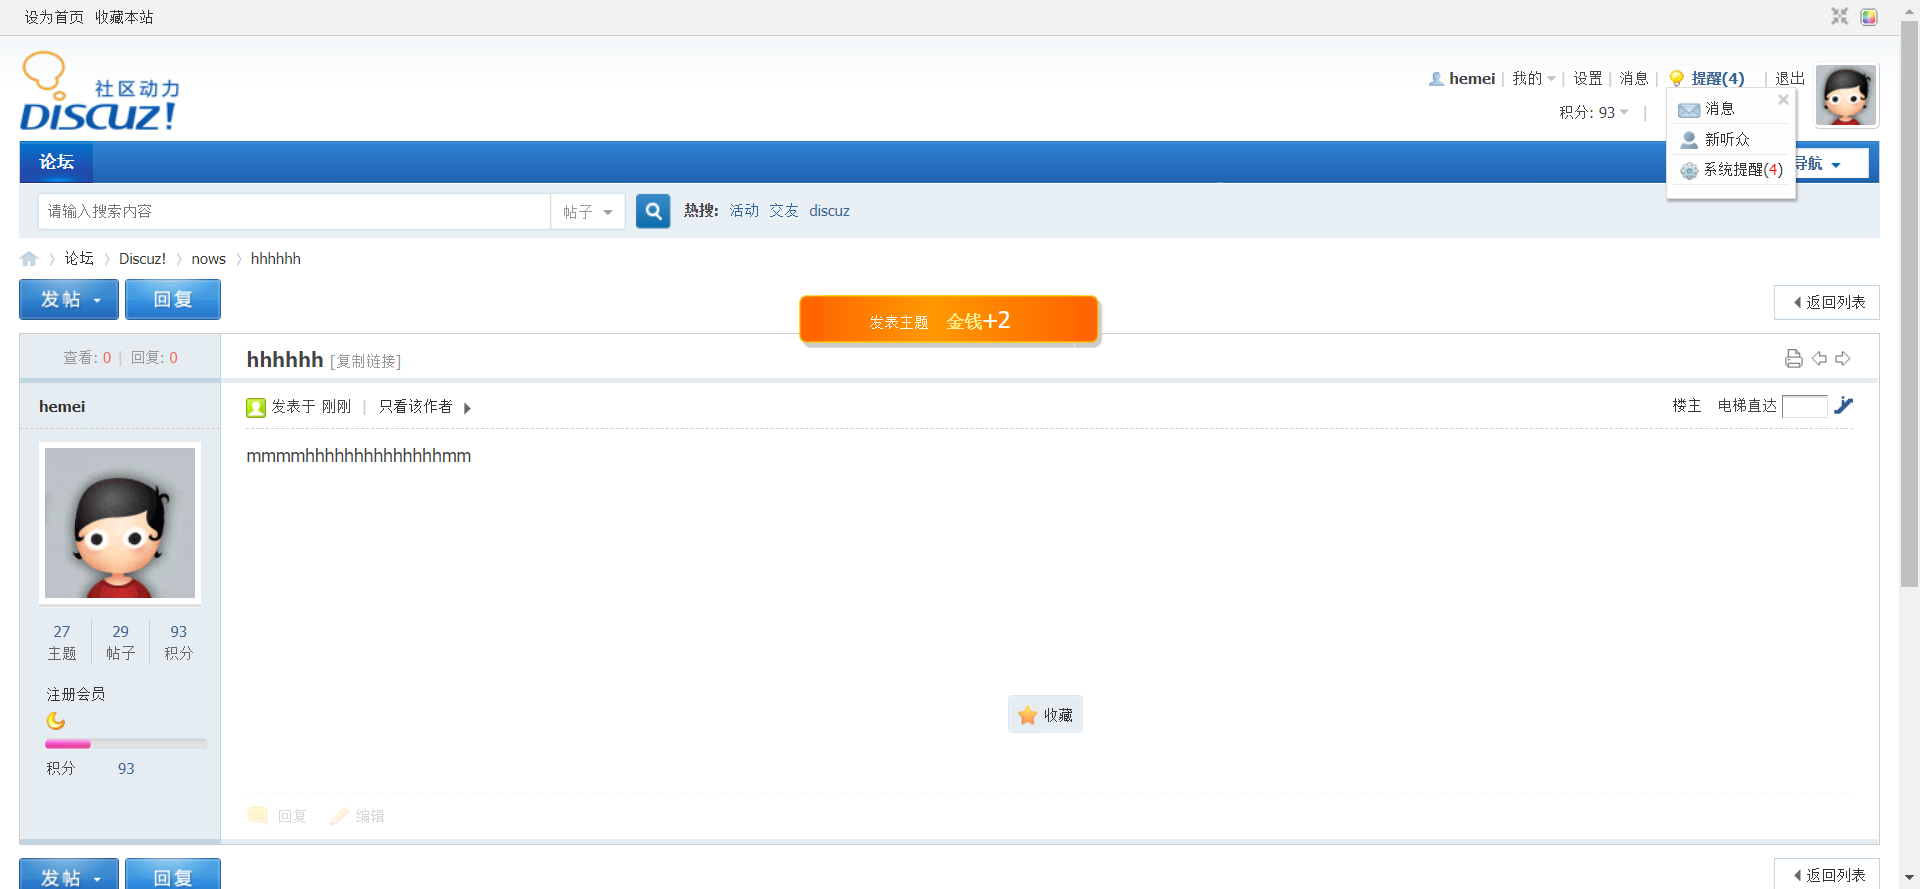 设为首页 收藏本站
社区动力
DISCUZ!
hemei | 我的 | 设置 | 消息 | 提醒(4) | 退出
积分: 93 |
消息
新听众
系统提醒(4)
论坛
导航
请输入搜索内容 帖子 热搜: 活动 交友 discuz
论坛 › Discuz! › nows › hhhhhh
发帖 回复
返回列表
发表主题 金钱+2
查看: 0 | 回复: 0
hhhhhh [复制链接]
hemei
发表于 刚刚 | 只看该作者
楼主 电梯直达
mmmmhhhhhhhhhhhhhhmm
27 29 93
主题 帖子 积分
注册会员
积分 93
收藏
回复 编辑
发帖 回复
返回列表